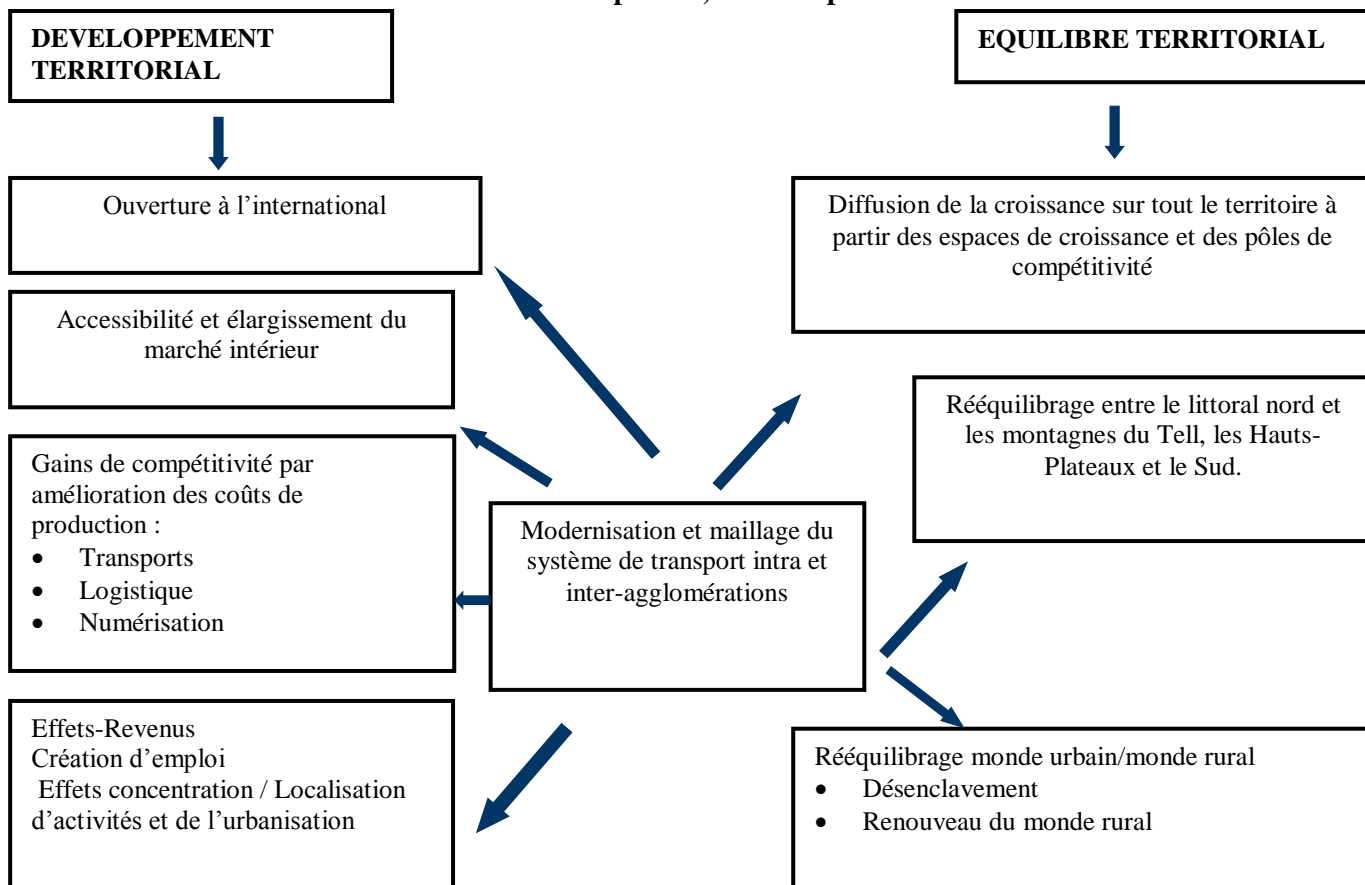 DEVELOPPEMENT
TERRITORIAL
EQUILIBRE TERRITORIAL
Ouverture à l’international
Diffusion de la croissance sur tout le territoire à
partir des espaces de croissance et des pôles de
compétitivité
Accessibilité et élargissement du
marché intérieur
Rééquilibrage entre le littoral nord et
les montagnes du Tell, les Hauts-
Plateaux et le Sud.
Gains de compétitivité par
amélioration des coûts de
production :
• Transports
• Logistique
• Numérisation
Modernisation et maillage du
système de transport intra et
inter-agglomérations
Effets-Revenus
Création d’emploi
Effets concentration / Localisation
d’activités et de l’urbanisation
Rééquilibrage monde urbain/monde rural
• Désenclavement
• Renouveau du monde rural